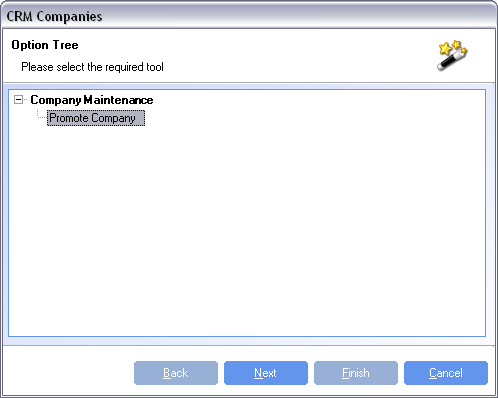 CRM Companies
Option Tree
Please select the required tool
Company Maintenance
Promote Company
Back Next Finish Cancel